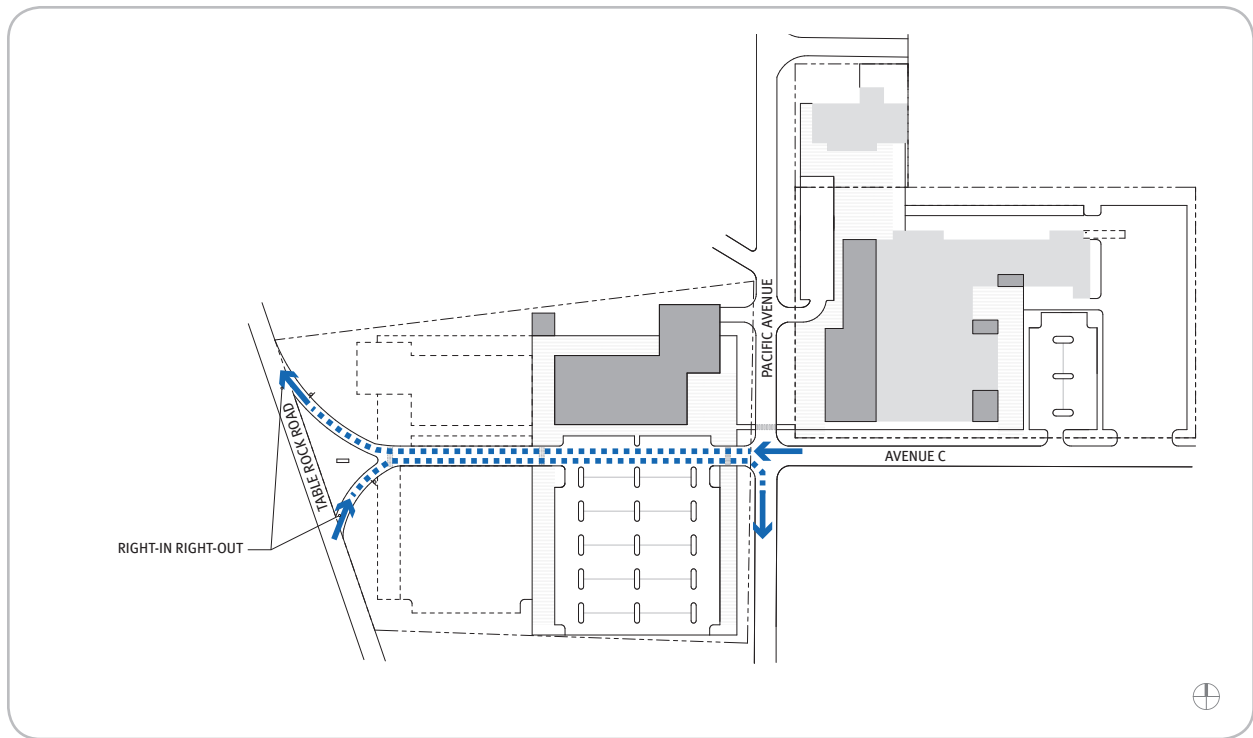 PACIFIC AVENUE
TABLE ROCK ROAD
AVENUE C
RIGHT-IN RIGHT-OUT